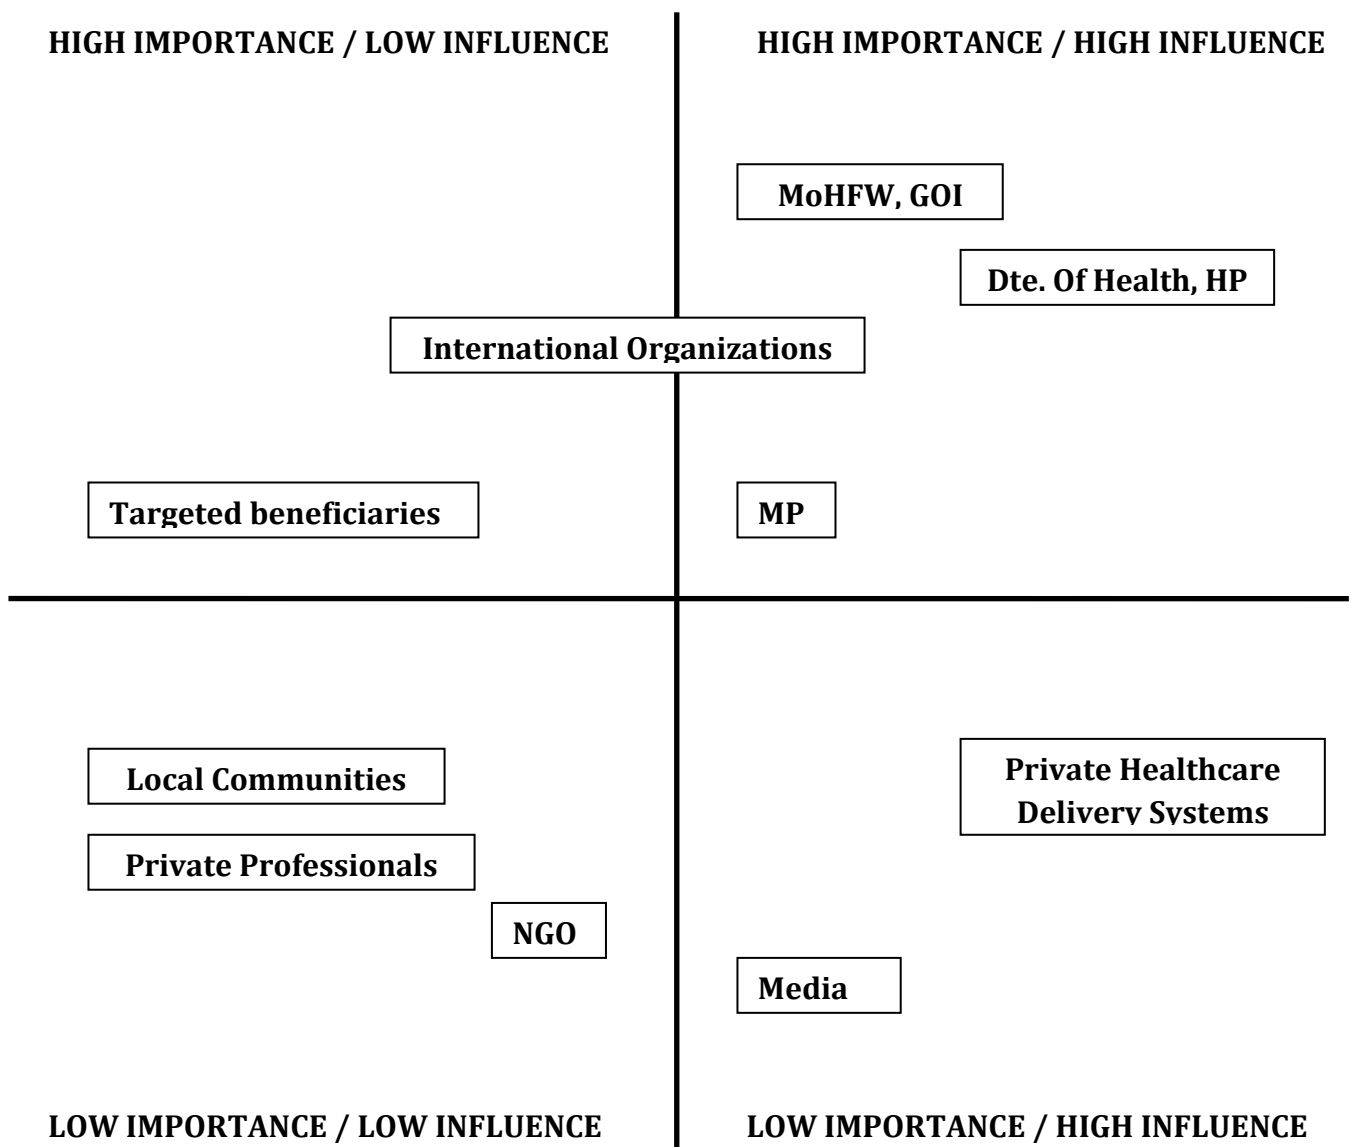 HIGH IMPORTANCE / LOW INFLUENCE
HIGH IMPORTANCE / HIGH INFLUENCE
MoHFW, GOI
Dte. Of Health, HP
International Organizations
Targeted beneficiaries
MP
Local Communities
Private Healthcare
Delivery Systems
Private Professionals
NGO
Media
LOW IMPORTANCE / LOW INFLUENCE
LOW IMPORTANCE / HIGH INFLUENCE